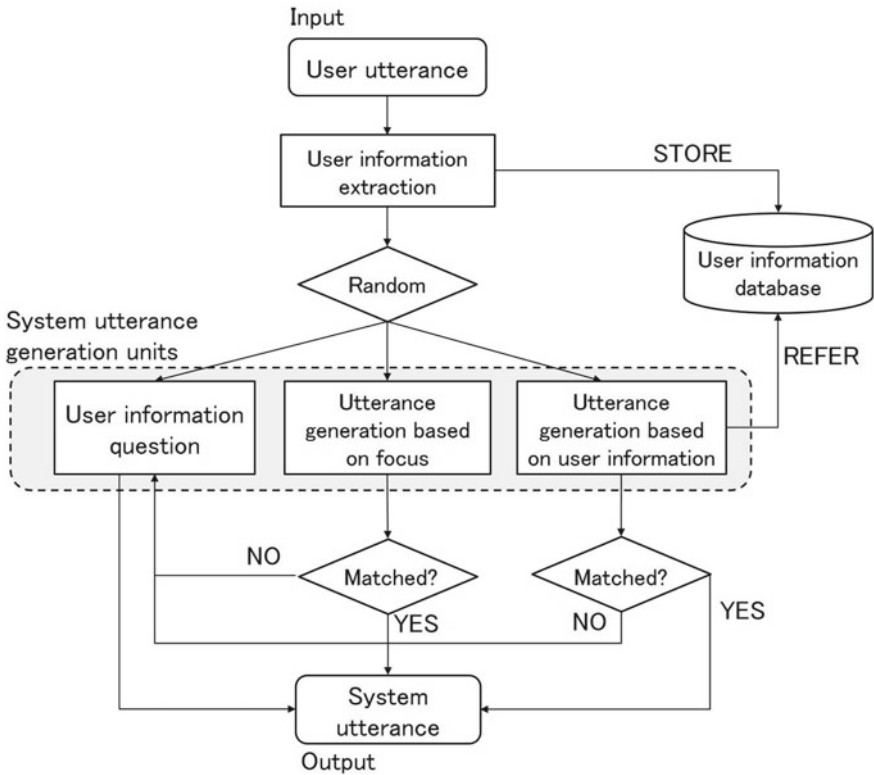 Input
User utterance
User information
extraction
STORE
User information
database
Random
System utterance
generation units
REFER
User information
question
Utterance
generation based
on focus
Utterance
generation based
on user information
NO
Matched?
YES
Matched?
NO
YES
System
utterance
Output